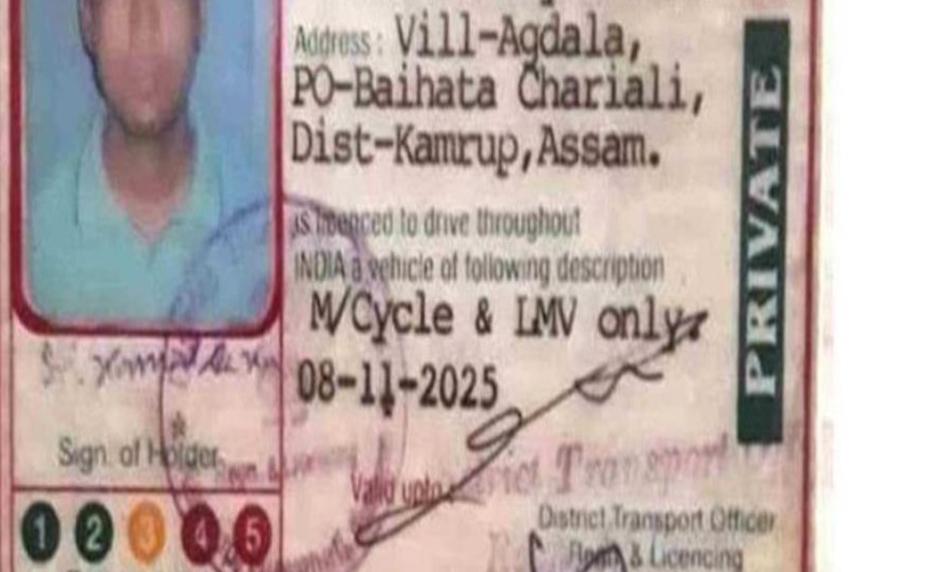 Address : Vill-Agdala,
PO-Baihata Chariali,
Dist-Kamrup,Assam.
is licenced to drive throughout
INDIA a vehicle of following description
M/Cycle & LMV only.
08-11-2025
Sign. of Holder
Valid upto
District Transport
District Transport Officer
Regn & Licencing
1 2 3 4 5
PRIVATE